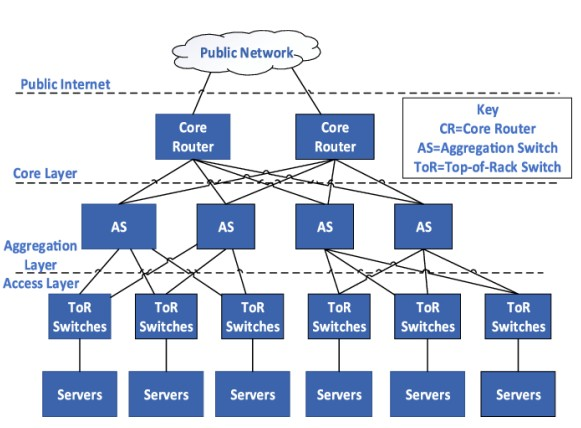 Public Network
Public Internet
Key
CR=Core Router
AS=Aggregation Switch
ToR=Top-of-Rack Switch
Core
Router
Core
Router
Core Layer
AS
AS
AS
AS
Aggregation
Layer
Access Layer
ToR
Switches
ToR
Switches
ToR
Switches
ToR
Switches
ToR
Switches
ToR
Switches
Servers
Servers
Servers
Servers
Servers
Servers